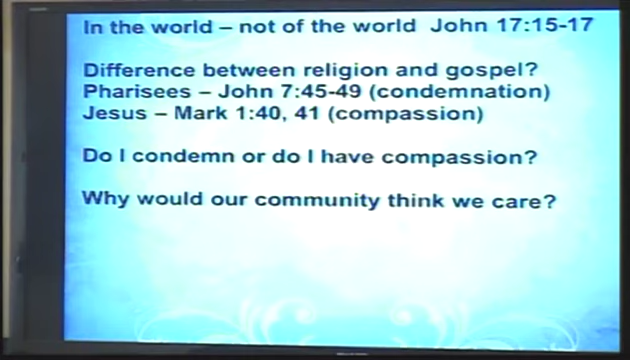 In the world – not of the world  John 17:15-17
Difference between religion and gospel?
Pharisees – John 7:45-49 (condemnation)
Jesus – Mark 1:40, 41 (compassion)
Do I condemn or do I have compassion?
Why would our community think we care?